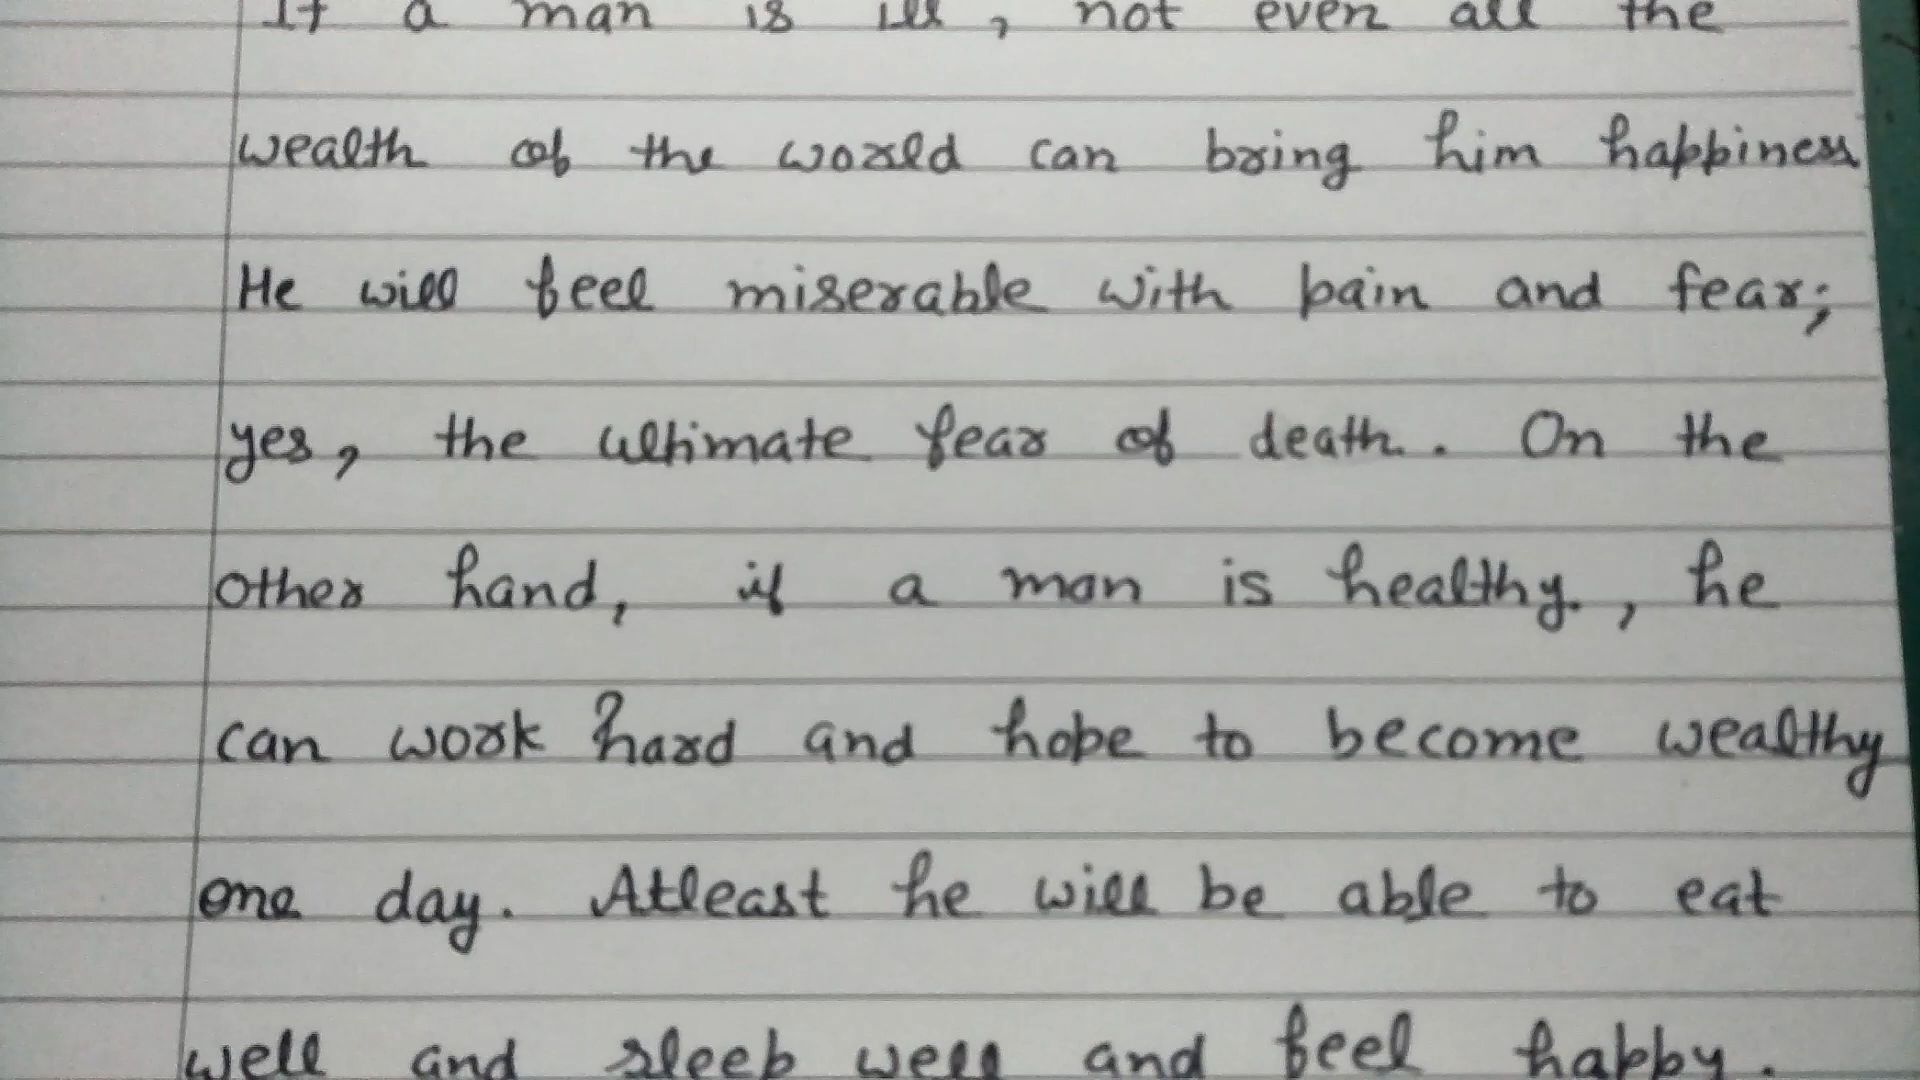 If a man is ill, not even all the
wealth of the world can bring him happiness
He will feel miserable with pain and fear;
yes, the ultimate fear of death. On the
other hand, if a man is healthy, he
can work hard and hope to become wealthy
one day. Atleast he will be able to eat
well and sleep well and feel happy.